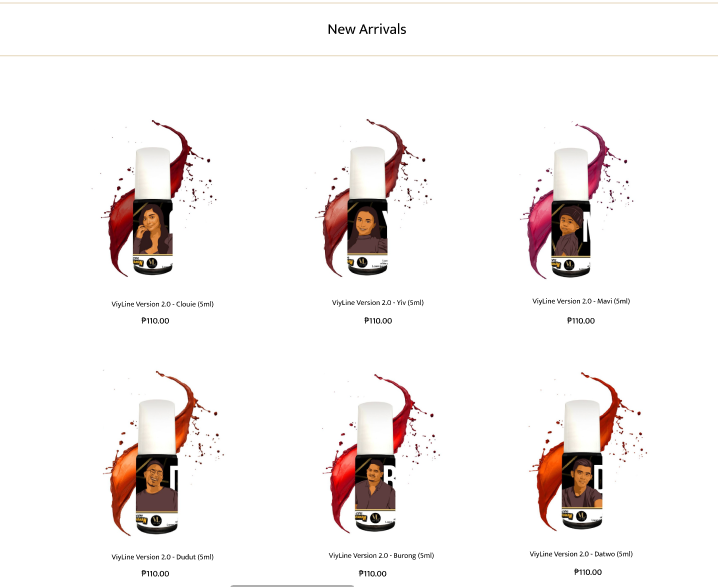 New Arrivals
ViyLine Version 2.0 - Clouie (5ml)
₱110.00
ViyLine Version 2.0 - Yiv (5ml)
₱110.00
ViyLine Version 2.0 - Mavi (5ml)
₱110.00
ViyLine Version 2.0 - Dudut (5ml)
₱110.00
ViyLine Version 2.0 - Burong (5ml)
₱110.00
ViyLine Version 2.0 - Datwo (5ml)
₱110.00